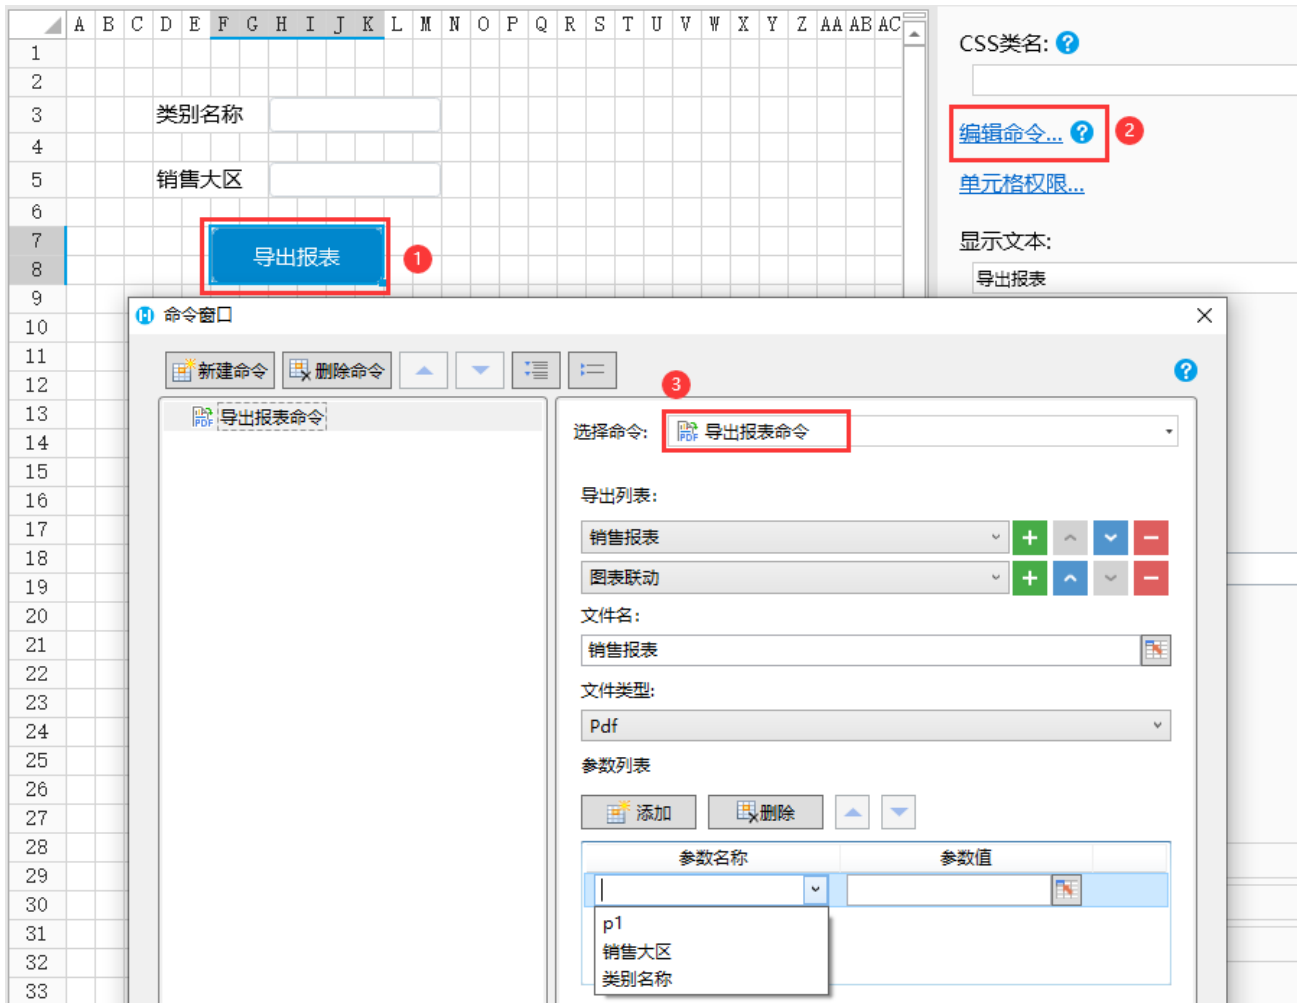 A B C D E F G H I J K L M N O P Q R S T U V W X Y Z AA AB AC
CSS类名:
1
2
3 类别名称
编辑命令... 2
4
5 销售大区
单元格权限...
6
7
导出报表 1
显示文本:
8
导出报表
9
命令窗口
10
11
新建命令 删除命令
12
3
13 导出报表命令
选择命令: PDF 导出报表命令
14
15
16
导出列表:
17
销售报表
18
图表联动
19
20
文件名:
21
销售报表
22
23
文件类型:
24
Pdf
25
参数列表
26
27
添加 删除
28
参数名称 参数值
29
30
p1
31
销售大区
32
类别名称
33